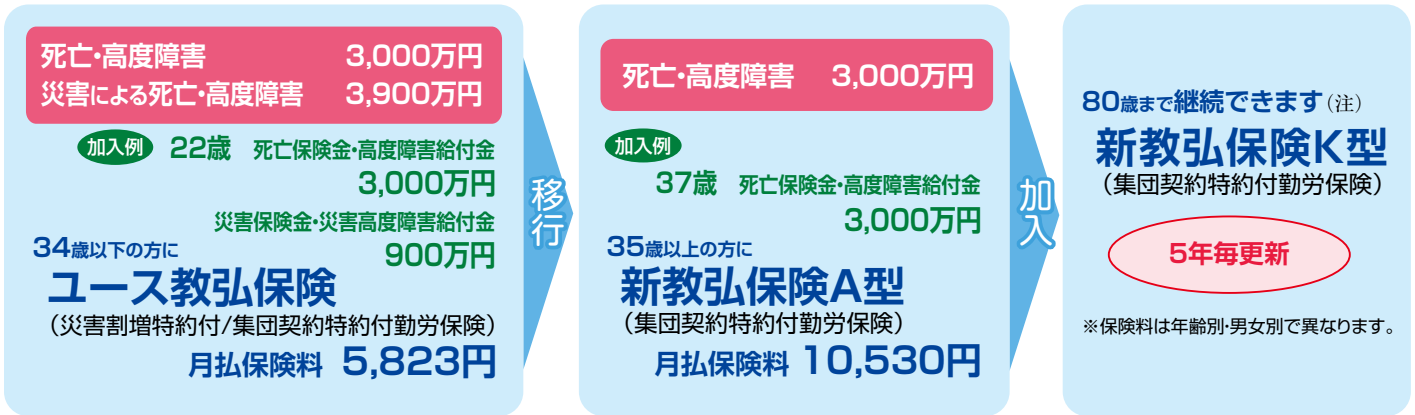 死亡・高度障害 3,000万円
災害による死亡・高度障害 3,900万円
加入例 22歳 死亡保険金・高度障害給付金
3,000万円
災害保険金・災害高度障害給付金
900万円
34歳以下の方に
ユース教弘保険
（災害割増特約付/集団契約特約付勤労保険）
月払保険料 5,823円
移行
死亡・高度障害 3,000万円
加入例
37歳 死亡保険金・高度障害給付金
3,000万円
35歳以上の方に
新教弘保険A型
（集団契約特約付勤労保険）
月払保険料 10,530円
加入
80歳まで継続できます（注）
新教弘保険K型
（集団契約特約付勤労保険）
5年毎更新
※保険料は年齢別・男女別で異なります。